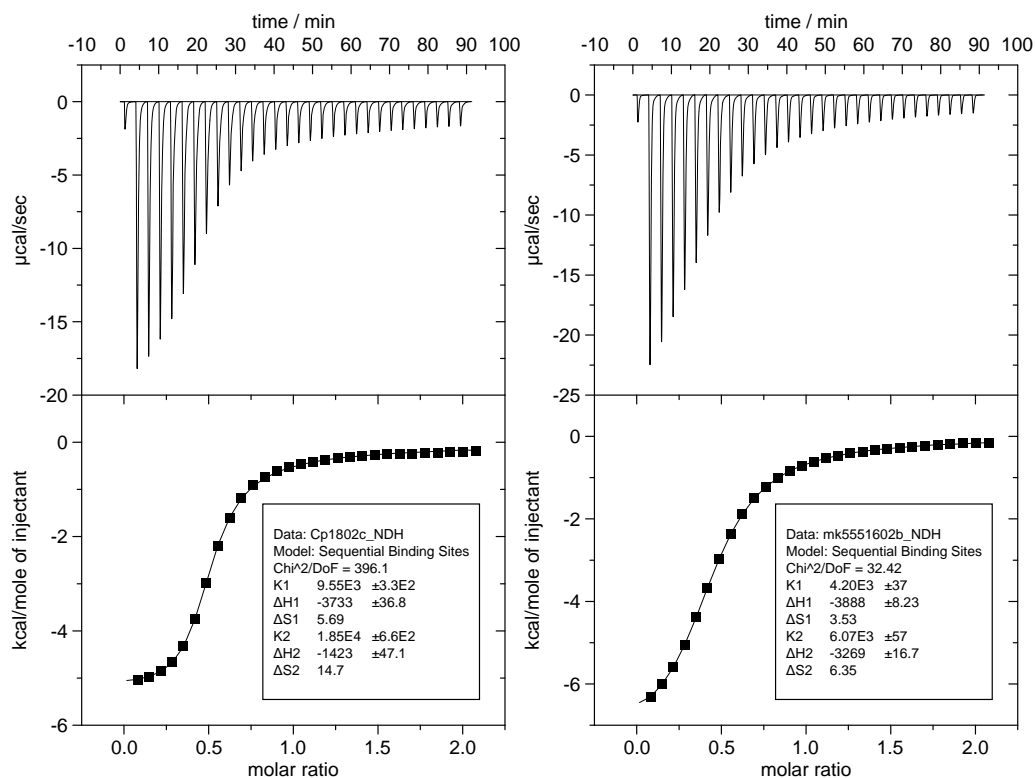 time / min
-10 0 10 20 30 40 50 60 70 80 90 100
0
-5
-10
-15
-20
µcal/sec
0
-2
-4
-6
kcal/mole of injectant
Data: Cp1802c_NDH
Model: Sequential Binding Sites
Chi^2/DoF = 396.1
K1 9.55E3 ±3.3E2
ΔH1 -3733 ±36.8
ΔS1 5.69
K2 1.85E4 ±6.6E2
ΔH2 -1423 ±47.1
ΔS2 14.7
0.0 0.5 1.0 1.5 2.0
molar ratio
time / min
-10 0 10 20 30 40 50 60 70 80 90 100
0
-5
-10
-15
-20
-25
µcal/sec
0
-2
-4
-6
kcal/mole of injectant
Data: mk5551602b_NDH
Model: Sequential Binding Sites
Chi^2/DoF = 32.42
K1 4.20E3 ±37
ΔH1 -3888 ±8.23
ΔS1 3.53
K2 6.07E3 ±57
ΔH2 -3269 ±16.7
ΔS2 6.35
0.0 0.5 1.0 1.5 2.0
molar ratio